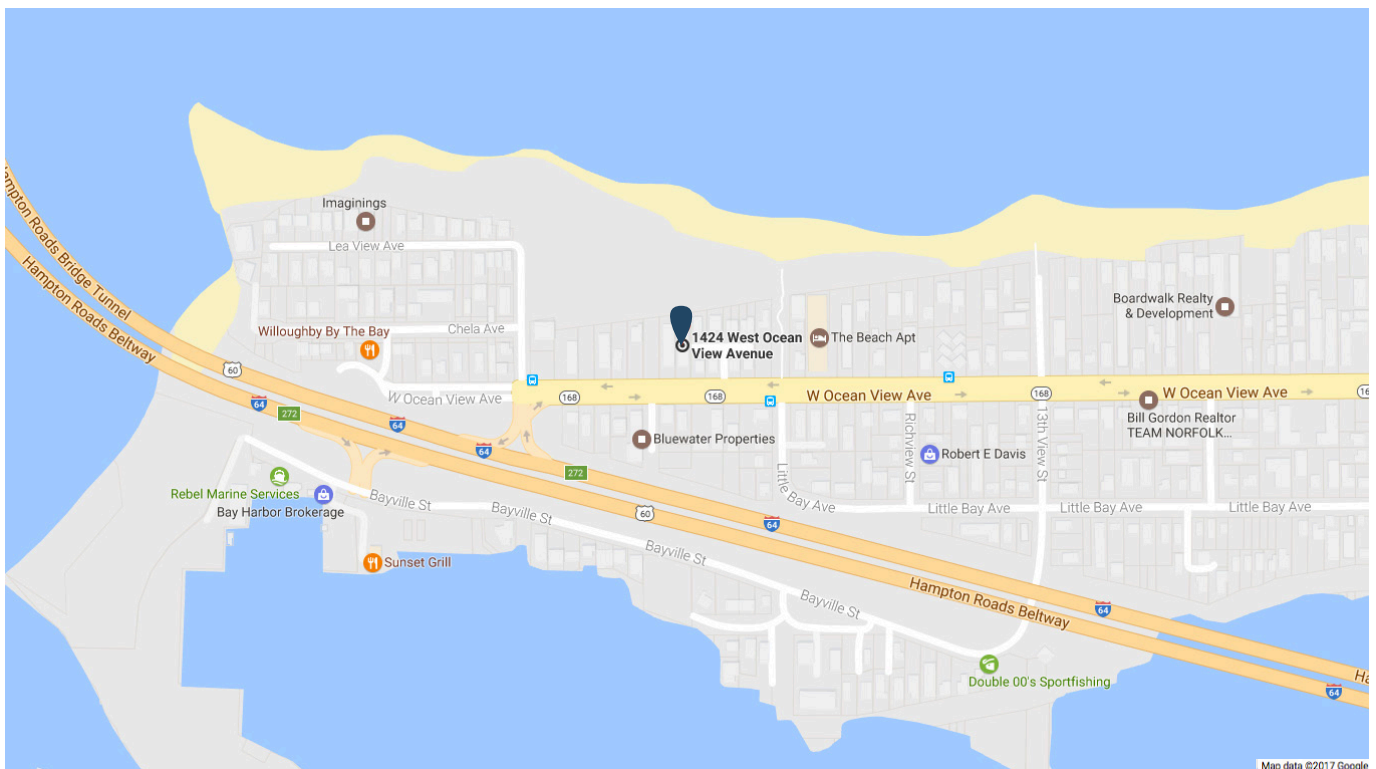 Imaginings
Lea View Ave
Hampton Roads Bridge Tunnel
Hampton Roads Beltway
Willoughby By The Bay
Chela Ave
1424 West Ocean
View Avenue
The Beach Apt
Boardwalk Realty
& Development
60
W Ocean View Ave
168
168
W Ocean View Ave
168
W Ocean View Ave
64
272
64
64
Bluewater Properties
272
13th View St
Richview St
Bill Gordon Realtor
TEAM NORFOLK...
Robert E Davis
Little Bay Ave
Little Bay Ave
Little Bay Ave
Little Bay Ave
Rebel Marine Services
Bay Harbor Brokerage
Bayville St
Bayville St
60
64
Bayville St
Sunset Grill
Bayville St
Hampton Roads Beltway
64
Double 00's Sportfishing
64
Map data ©2017 Google